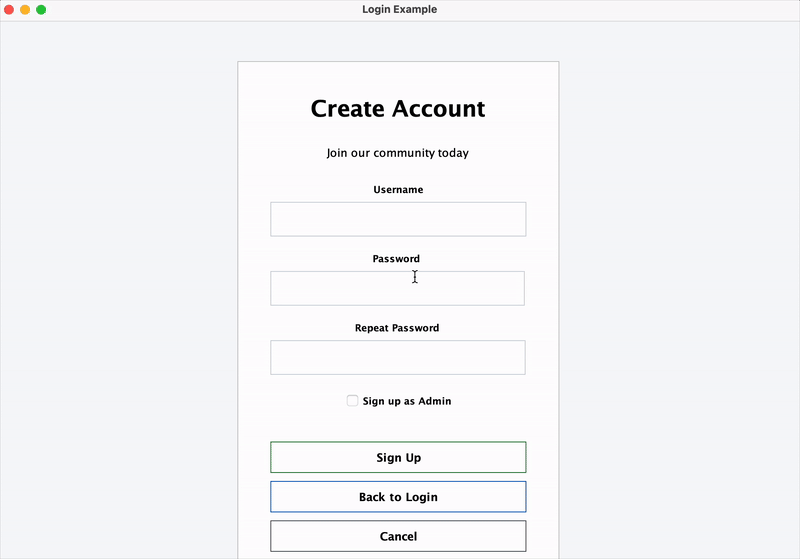 Login Example
Create Account
Join our community today
Username
Password
Repeat Password
Sign up as Admin
Sign Up
Back to Login
Cancel